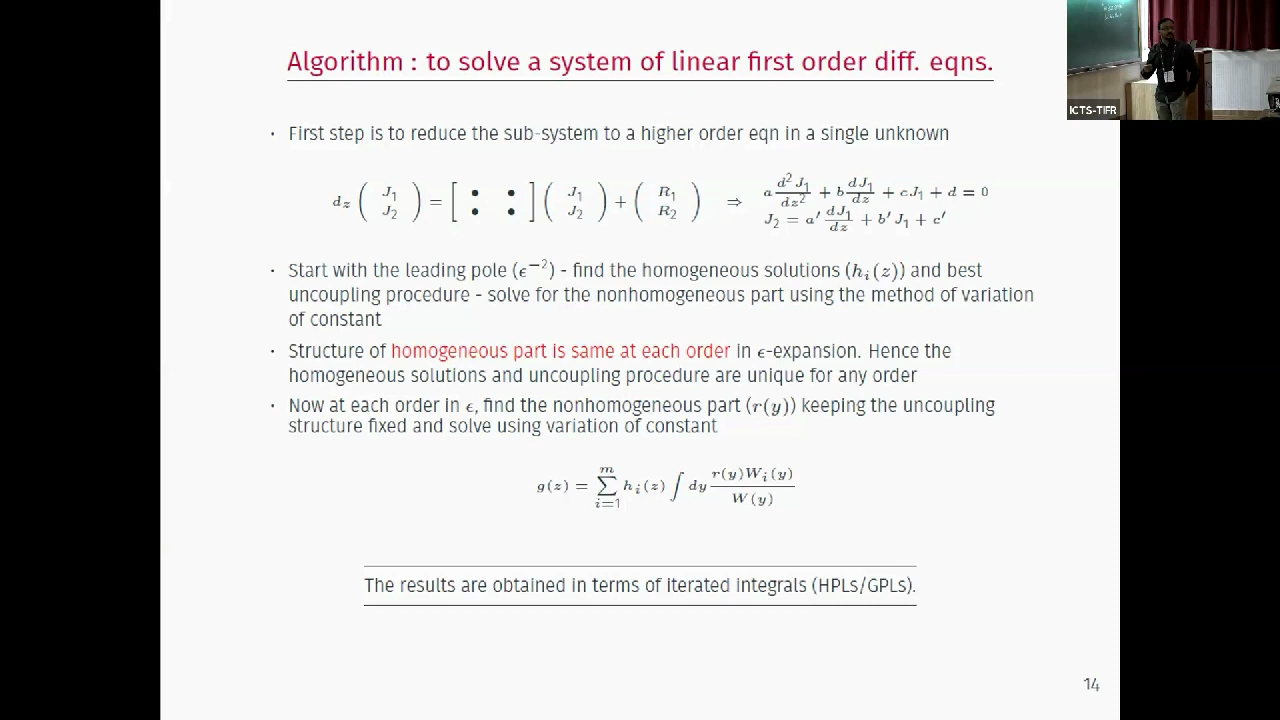 Algorithm : to solve a system of linear first order diff. eqns.
ICTS-TIFR
· First step is to reduce the sub-system to a higher order eqn in a single unknown
d_z ( J_1 J_2 ) = [ • • • • ] ( J_1 J_2 ) + ( R_1 R_2 ) ⇒ a d²J_1/dz² + b dJ_1/dz + cJ_1 + d = 0
J_2 = a' dJ_1/dz + b' J_1 + c'
· Start with the leading pole (ϵ^{-2}) - find the homogeneous solutions (h_i(z)) and best
uncoupling procedure - solve for the nonhomogeneous part using the method of variation
of constant
· Structure of homogeneous part is same at each order in ϵ-expansion. Hence the
homogeneous solutions and uncoupling procedure are unique for any order
· Now at each order in ϵ, find the nonhomogeneous part (r(y)) keeping the uncoupling
structure fixed and solve using variation of constant
g(z) = ∑_{i=1}^{m} h_i(z) ∫ dy r(y)W_i(y)/W(y)
The results are obtained in terms of iterated integrals (HPLs/GPLs).
14